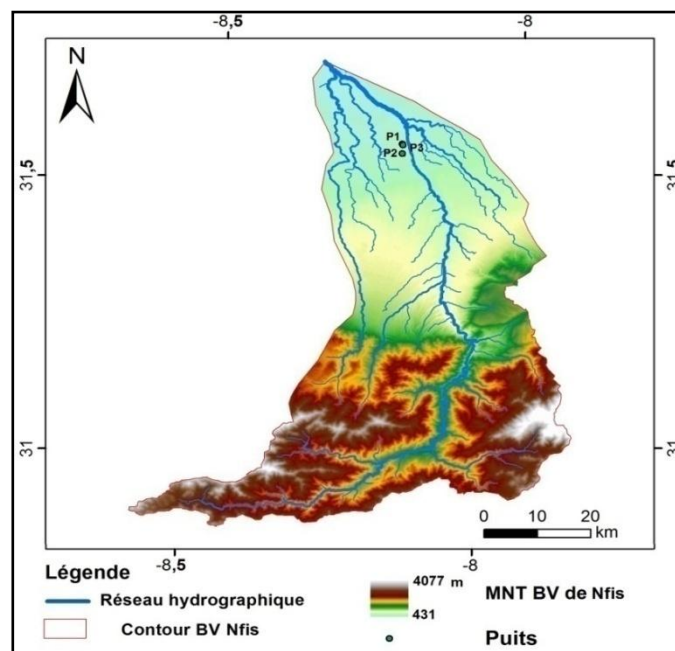 -8,5
-8
N
P1
P2
P3
31,5
31,5
31
31
0 10 20
km
-8,5
-8
Légende
Réseau hydrographique
Contour BV Nfis
4077 m
431
MNT BV de Nfis
Puits